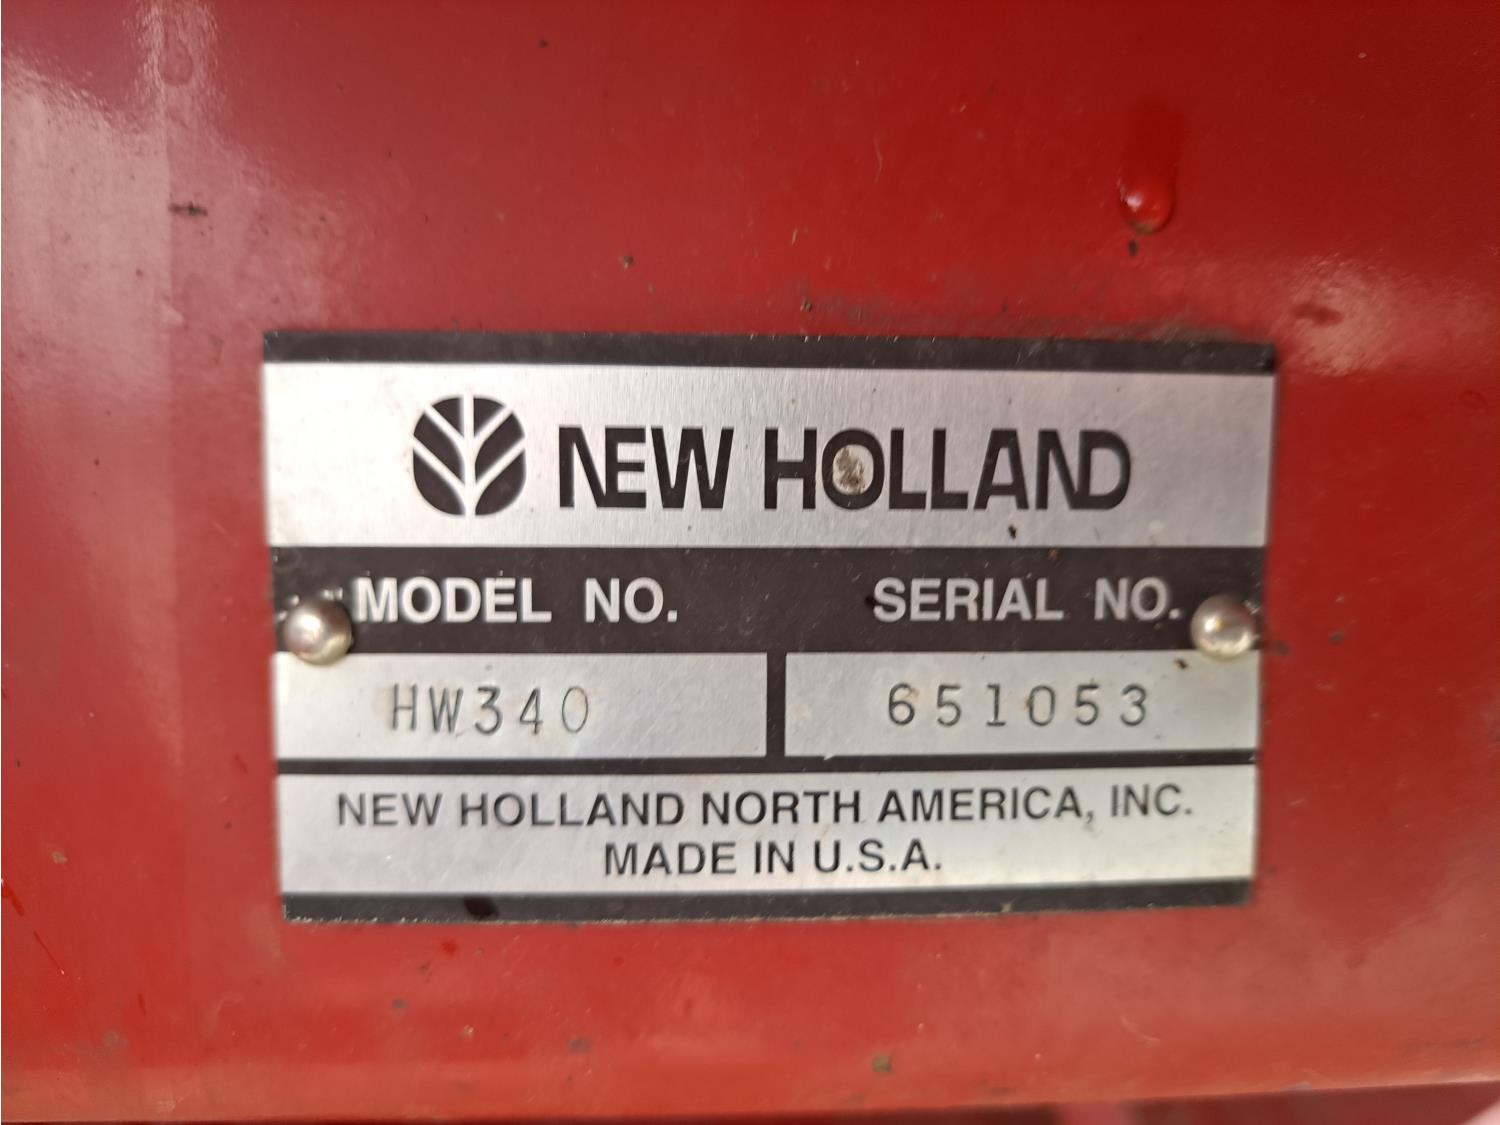 NEW HOLLAND
MODEL NO. SERIAL NO.
HW340 651053
NEW HOLLAND NORTH AMERICA, INC.
MADE IN U.S.A.